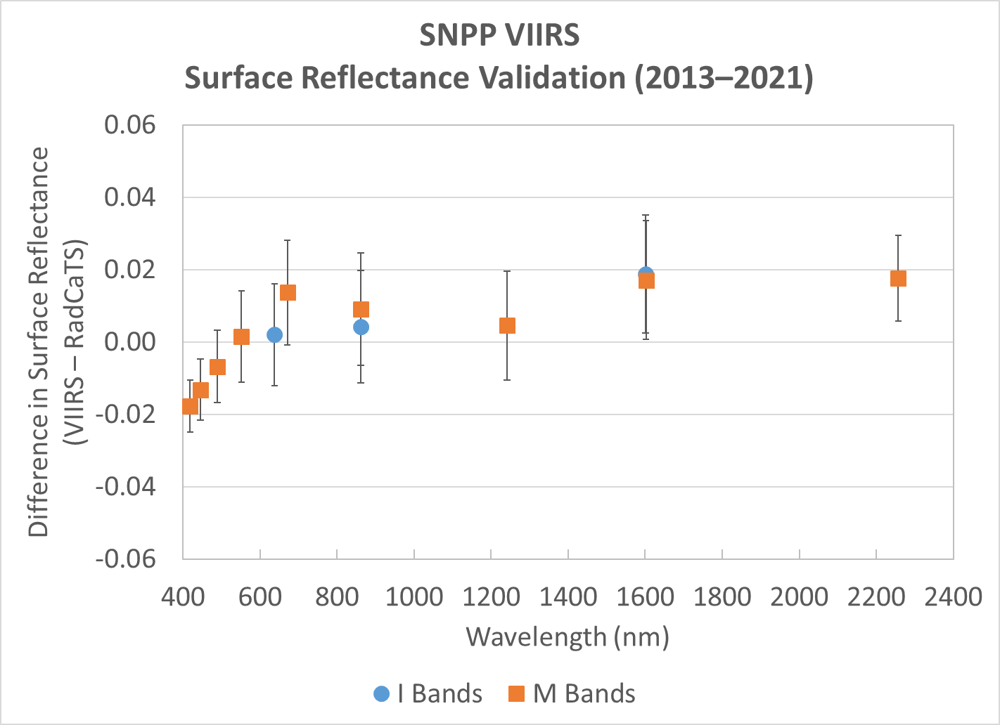 SNPP VIIRS
Surface Reflectance Validation (2013–2021)
Difference in Surface Reflectance
(VIIRS – RadCaTS)
0.06
0.04
0.02
0.00
-0.02
-0.04
-0.06
400 600 800 1000 1200 1400 1600 1800 2000 2200 2400
Wavelength (nm)
I Bands M Bands